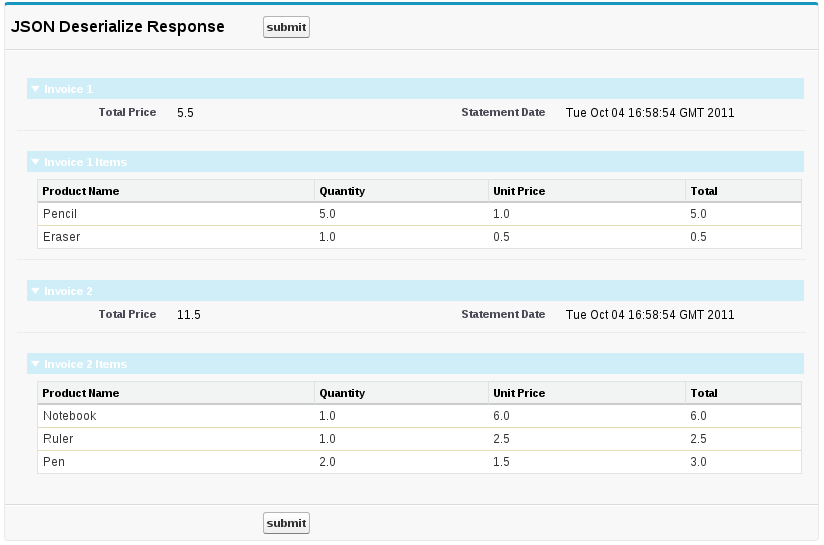 JSON Deserialize Response submit
Invoice 1
Total Price 5.5 Statement Date Tue Oct 04 16:58:54 GMT 2011
Invoice 1 Items
Product Name Quantity Unit Price Total
Pencil 5.0 1.0 5.0
Eraser 1.0 0.5 0.5
Invoice 2
Total Price 11.5 Statement Date Tue Oct 04 16:58:54 GMT 2011
Invoice 2 Items
Product Name Quantity Unit Price Total
Notebook 1.0 6.0 6.0
Ruler 1.0 2.5 2.5
Pen 2.0 1.5 3.0
submit